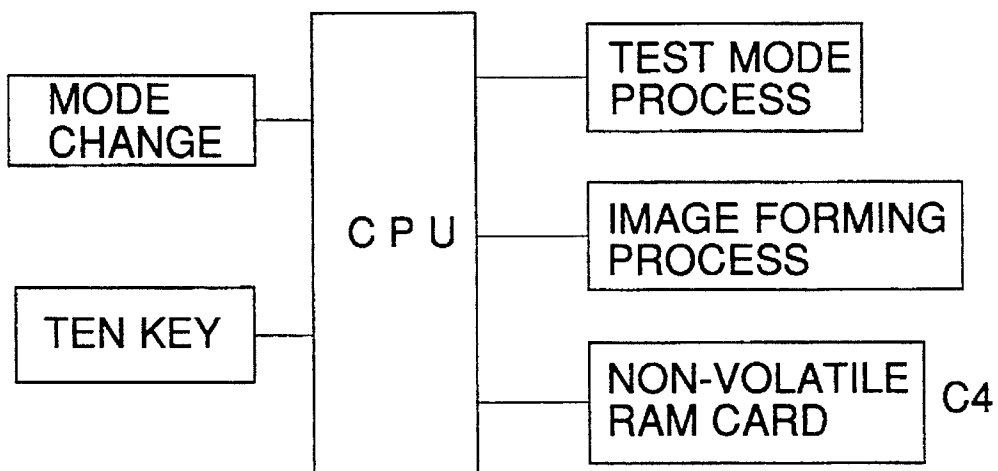 MODE
CHANGE
TEN KEY
C P U
TEST MODE
PROCESS
IMAGE FORMING
PROCESS
NON-VOLATILE
RAM CARD
C4